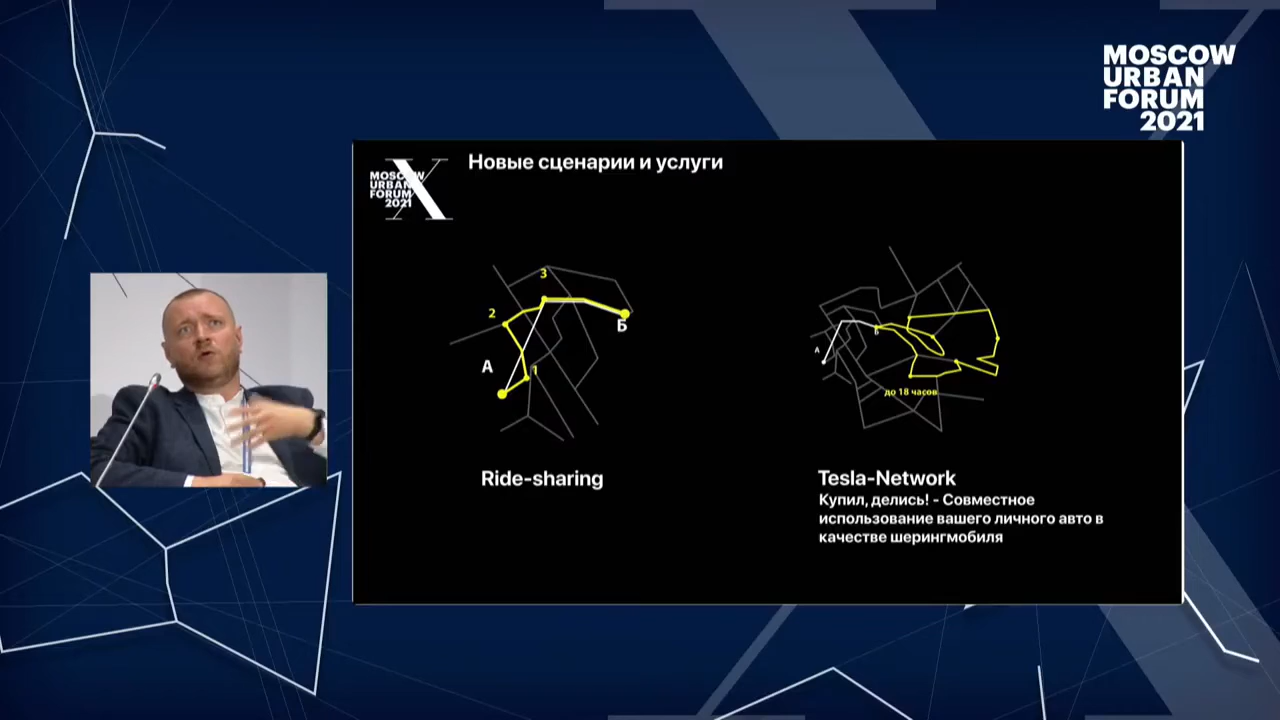 MOSCOW
URBAN
FORUM
2021
MOSCOW
URBAN
FORUM
2021
Новые сценарии и услуги
3
2
Б
А
1
А
Б
до 18 часов
Ride-sharing
Tesla-Network
Купил, делись! - Совместное
использование вашего личного авто в
качестве шерингмобиля